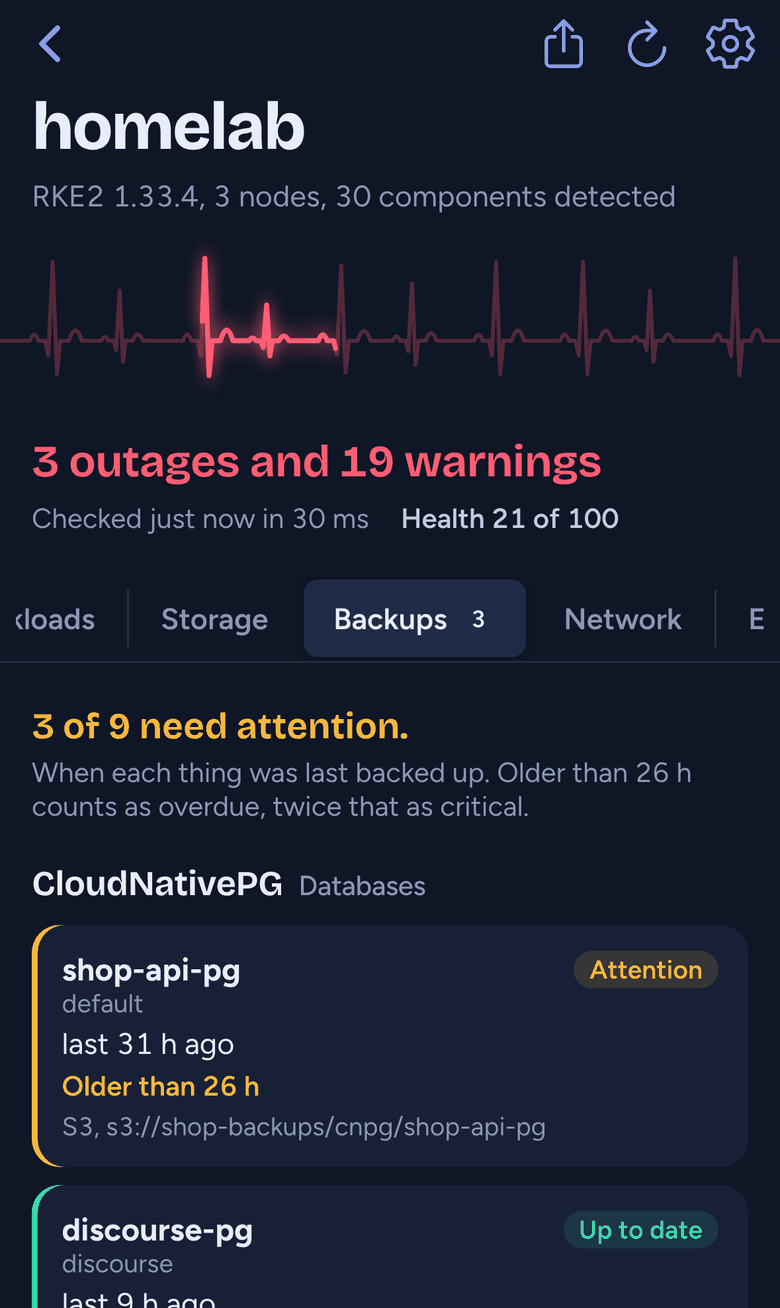 homelab
RKE2 1.33.4, 3 nodes, 30 components detected
3 outages and 19 warnings
Checked just now in 30 ms Health 21 of 100
kloads Storage Backups 3 Network E
3 of 9 need attention.
When each thing was last backed up. Older than 26 h
counts as overdue, twice that as critical.
CloudNativePG Databases
shop-api-pg Attention
default
last 31 h ago
Older than 26 h
S3, s3://shop-backups/cnpg/shop-api-pg
discourse-pg Up to date
discourse
last 9 h ago